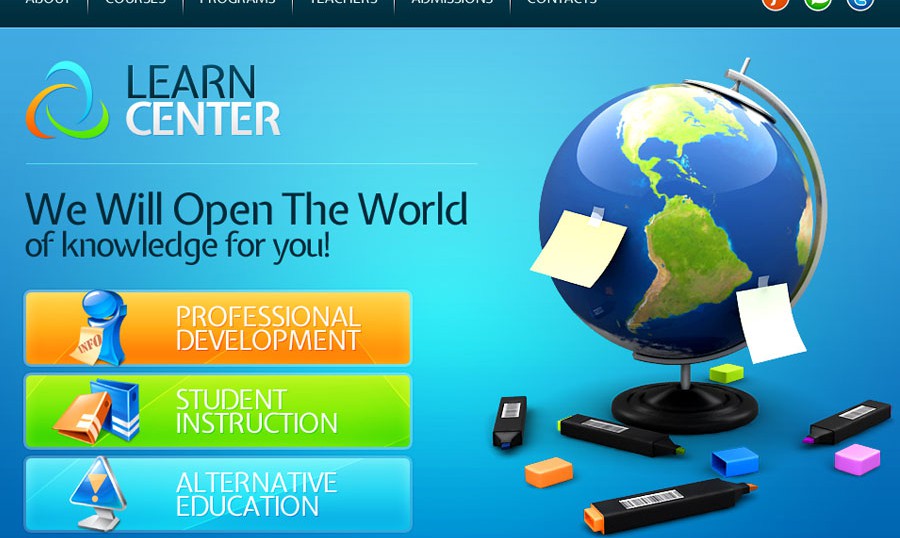 ABOUT COURSES PROGRAMS TEACHERS ADMISSIONS CONTACTS
LEARN
CENTER
We Will Open The World
of knowledge for you!
INFO
PROFESSIONAL
DEVELOPMENT
STUDENT
INSTRUCTION
ALTERNATIVE
EDUCATION